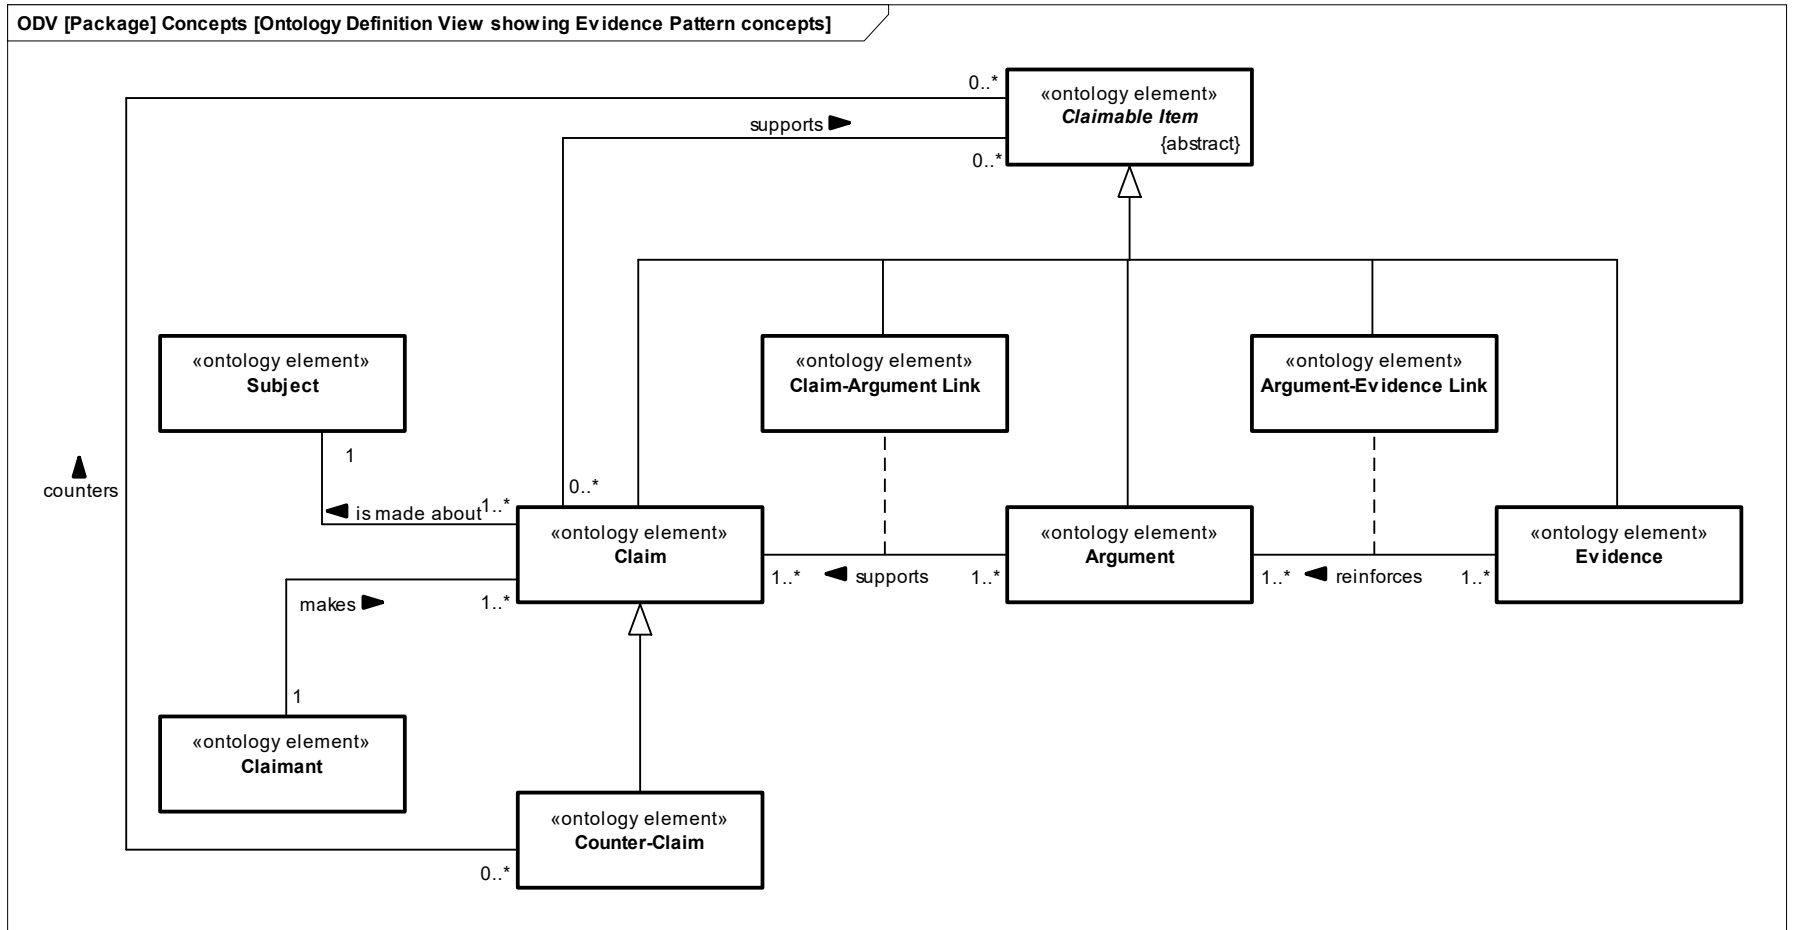 ODV [Package] Concepts [Ontology Definition View showing Evidence Pattern concepts]
0..*
«ontology element»
Claimable Item
{abstract}
supports
0..*
«ontology element»
Subject
«ontology element»
Claim-Argument Link
«ontology element»
Argument-Evidence Link
1
counters
0..*
is made about
1..*
«ontology element»
Claim
«ontology element»
Argument
«ontology element»
Evidence
1..*
supports
1..*
1..*
reinforces
1..*
makes
1..*
1
«ontology element»
Claimant
«ontology element»
Counter-Claim
0..*